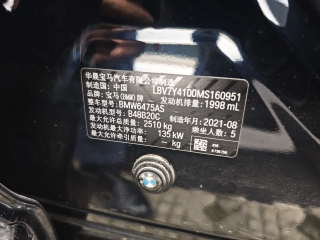 华晨宝马汽车有限公司制造
制造国: 中国 LBV7Y4100MS160951
品牌: 宝马(BMW)牌 发动机排量: 1998 mL
整车型号: BMW6475AS
发动机型号: B48B20C 制造年月: 2021-08
最大允许总质量: 2510 kg 乘坐人数: 5
发动机最大净功率: 135 kW
最大允许牵引质量: — kg